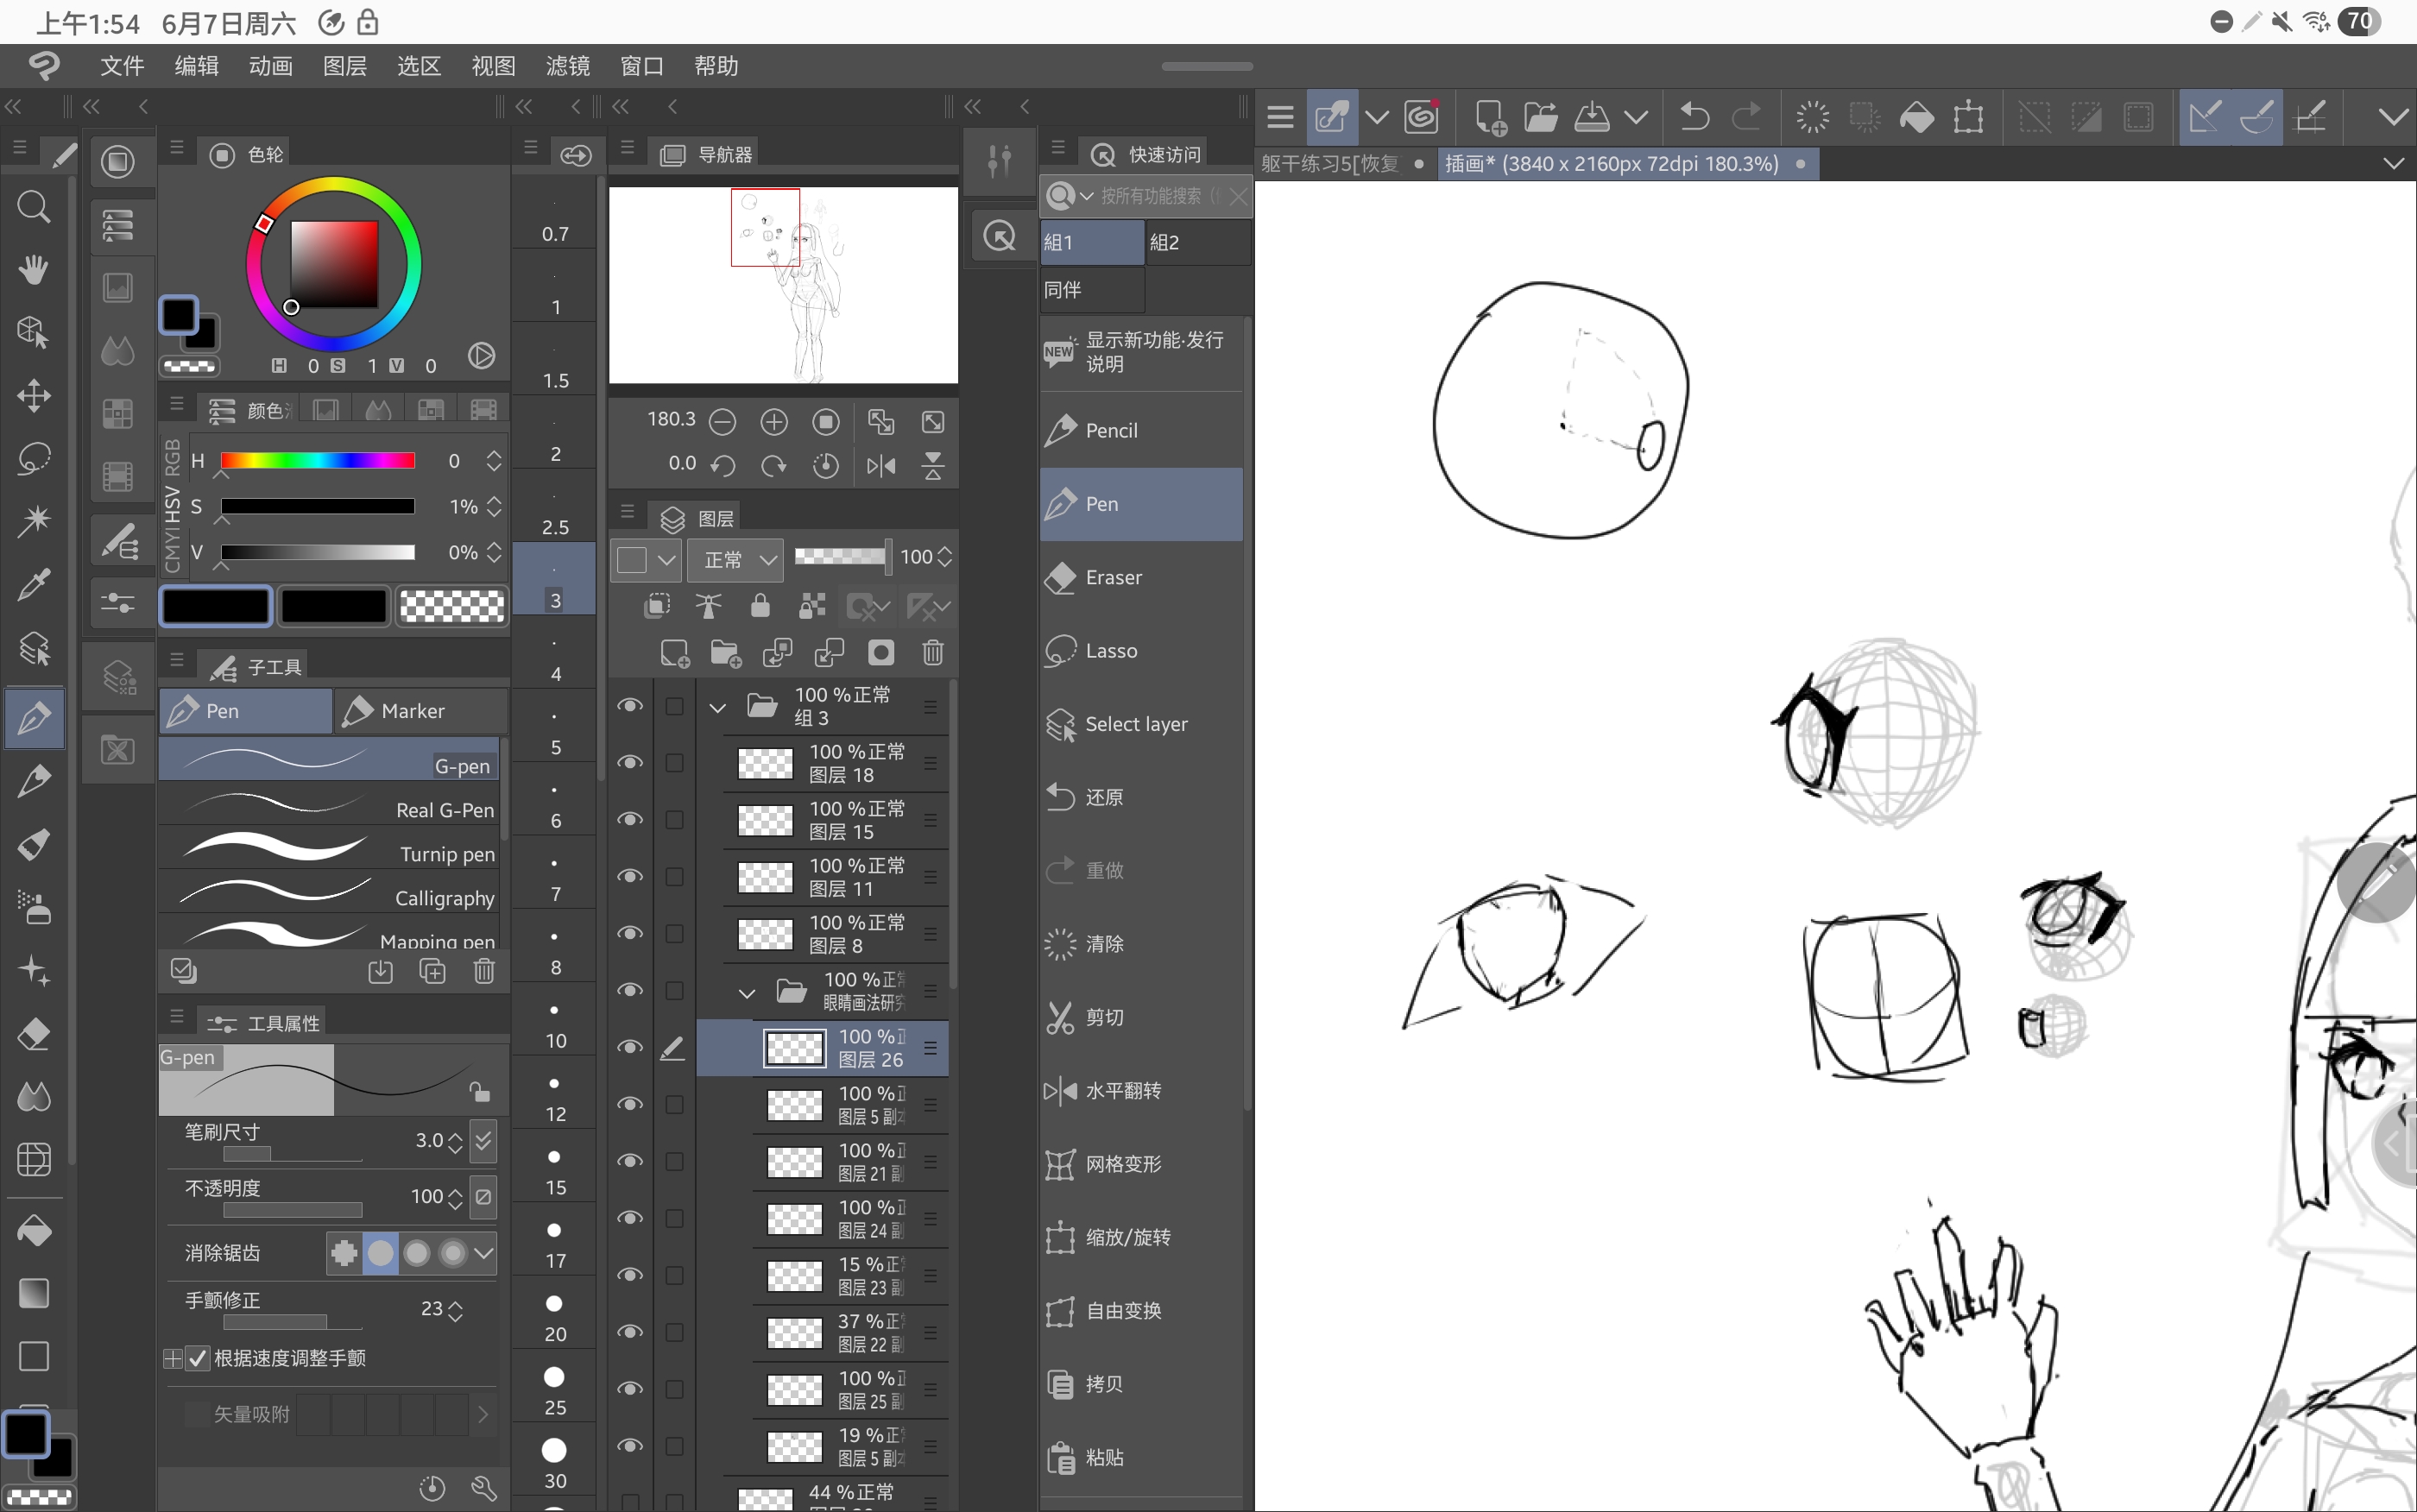 上午1:54 6月7日周六
70
文件 编辑 动画 图层 选区 视图 滤镜 窗口 帮助
色轮
H 0 S 1 V 0
颜色
RGB
HSV
CMY
H 0
S 1%
V 0%
子工具
Pen
Marker
G-pen
Real G-Pen
Turnip pen
Calligraphy
Mapping pen
工具属性
G-pen
笔刷尺寸 3.0
不透明度 100
消除锯齿
手颤修正 23
根据速度调整手颤
矢量吸附
0.7
1
1.5
2
2.5
3
4
5
6
7
8
10
12
15
17
20
25
30
导航器
180.3
0.0
图层
正常 100
100 %正常
组 3
100 %正常
图层 18
100 %正常
图层 15
100 %正常
图层 11
100 %正常
图层 8
100 %正常
眼睛画法研究
100 %正
图层 26
100 %正
图层 5 副本
100 %正
图层 21 副
100 %正
图层 24 副
15 %正常
图层 23 副
37 %正常
图层 22 副
100 %正
图层 25 副
19 %正常
图层 5 副本
44 %正常
快速访问
按所有功能搜索
組1
組2
同伴
NEW
显示新功能·发行
说明
Pencil
Pen
Eraser
Lasso
Select layer
还原
重做
清除
剪切
水平翻转
网格变形
缩放/旋转
自由变换
拷贝
粘贴
躯干练习5[恢复
插画* (3840 x 2160px 72dpi 180.3%)